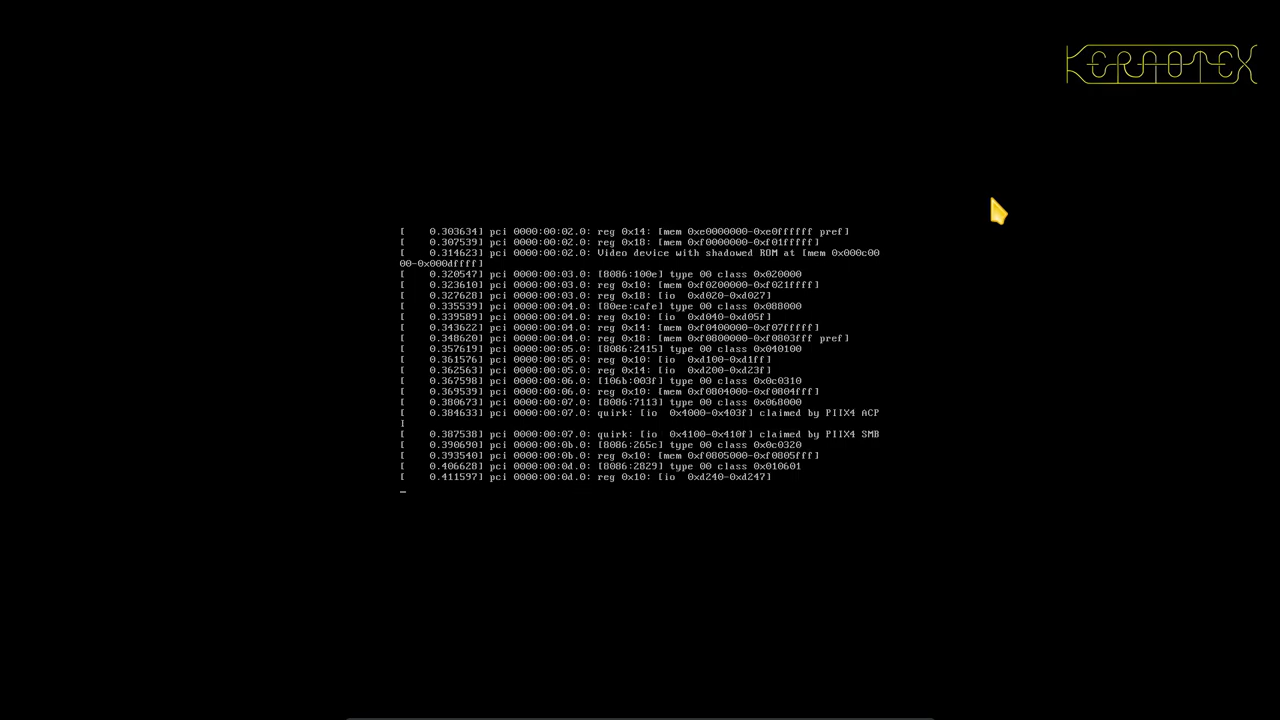 KERNOTEX
[    0.303634] pci 0000:00:02.0: reg 0x14: [mem 0xe0000000-0xe0ffffff pref]
[    0.307539] pci 0000:00:02.0: reg 0x18: [mem 0xf0000000-0xf01fffff]
[    0.314623] pci 0000:00:02.0: Video device with shadowed ROM at [mem 0x000c00
00-0x000dffff]
[    0.320547] pci 0000:00:03.0: [8086:100e] type 00 class 0x020000
[    0.323610] pci 0000:00:03.0: reg 0x10: [mem 0xf0200000-0xf021ffff]
[    0.327628] pci 0000:00:03.0: reg 0x18: [io  0xd020-0xd027]
[    0.335539] pci 0000:00:04.0: [80ee:cafe] type 00 class 0x088000
[    0.339589] pci 0000:00:04.0: reg 0x10: [io  0xd040-0xd05f]
[    0.343622] pci 0000:00:04.0: reg 0x14: [mem 0xf0400000-0xf07fffff]
[    0.348620] pci 0000:00:04.0: reg 0x18: [mem 0xf0800000-0xf0803fff pref]
[    0.357619] pci 0000:00:05.0: [8086:2415] type 00 class 0x040100
[    0.361576] pci 0000:00:05.0: reg 0x10: [io  0xd100-0xd1ff]
[    0.362563] pci 0000:00:05.0: reg 0x14: [io  0xd200-0xd23f]
[    0.367598] pci 0000:00:06.0: [106b:003f] type 00 class 0x0c0310
[    0.369539] pci 0000:00:06.0: reg 0x10: [mem 0xf0804000-0xf0804fff]
[    0.380673] pci 0000:00:07.0: [8086:7113] type 00 class 0x068000
[    0.384633] pci 0000:00:07.0: quirk: [io  0x4000-0x403f] claimed by PIIX4 ACP
I
[    0.387538] pci 0000:00:07.0: quirk: [io  0x4100-0x410f] claimed by PIIX4 SMB
[    0.390690] pci 0000:00:0b.0: [8086:265c] type 00 class 0x0c0320
[    0.393540] pci 0000:00:0b.0: reg 0x10: [mem 0xf0805000-0xf0805fff]
[    0.406628] pci 0000:00:0d.0: [8086:2829] type 00 class 0x010601
[    0.411597] pci 0000:00:0d.0: reg 0x10: [io  0xd240-0xd247]